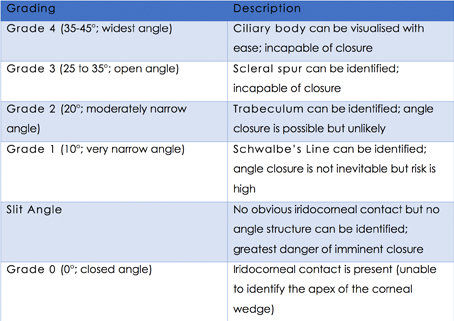 Grading Description
Grade 4 (35-45°; widest angle) Ciliary body can be visualised with
ease; incapable of closure
Grade 3 (25 to 35°; open angle) Scleral spur can be identified;
incapable of closure
Grade 2 (20°; moderately narrow Trabeculum can be identified; angle
angle) closure is possible but unlikely
Grade 1 (10°; very narrow angle) Schwalbe's Line can be identified;
angle closure is not inevitable but risk is
high
Slit Angle No obvious iridocorneal contact but no
angle structure can be identified;
greatest danger of imminent closure
Grade 0 (0°; closed angle) Iridocorneal contact is present (unable
to identify the apex of the corneal
wedge)